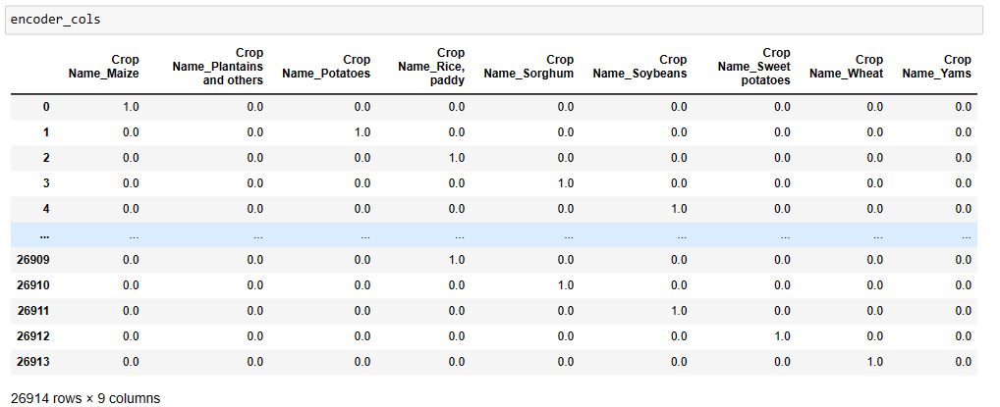 encoder_cols
Crop Name_Maize Crop Name_Plantains and others Crop Name_Potatoes Crop Name_Rice, paddy Crop Name_Sorghum Crop Name_Soybeans Crop Name_Sweet potatoes Crop Name_Wheat Crop Name_Yams
0 1.0 0.0 0.0 0.0 0.0 0.0 0.0 0.0 0.0
1 0.0 0.0 1.0 0.0 0.0 0.0 0.0 0.0 0.0
2 0.0 0.0 0.0 1.0 0.0 0.0 0.0 0.0 0.0
3 0.0 0.0 0.0 0.0 1.0 0.0 0.0 0.0 0.0
4 0.0 0.0 0.0 0.0 0.0 1.0 0.0 0.0 0.0
... ... ... ... ... ... ... ... ... ...
26909 0.0 0.0 0.0 1.0 0.0 0.0 0.0 0.0 0.0
26910 0.0 0.0 0.0 0.0 1.0 0.0 0.0 0.0 0.0
26911 0.0 0.0 0.0 0.0 0.0 1.0 0.0 0.0 0.0
26912 0.0 0.0 0.0 0.0 0.0 0.0 1.0 0.0 0.0
26913 0.0 0.0 0.0 0.0 0.0 0.0 0.0 1.0 0.0
26914 rows × 9 columns